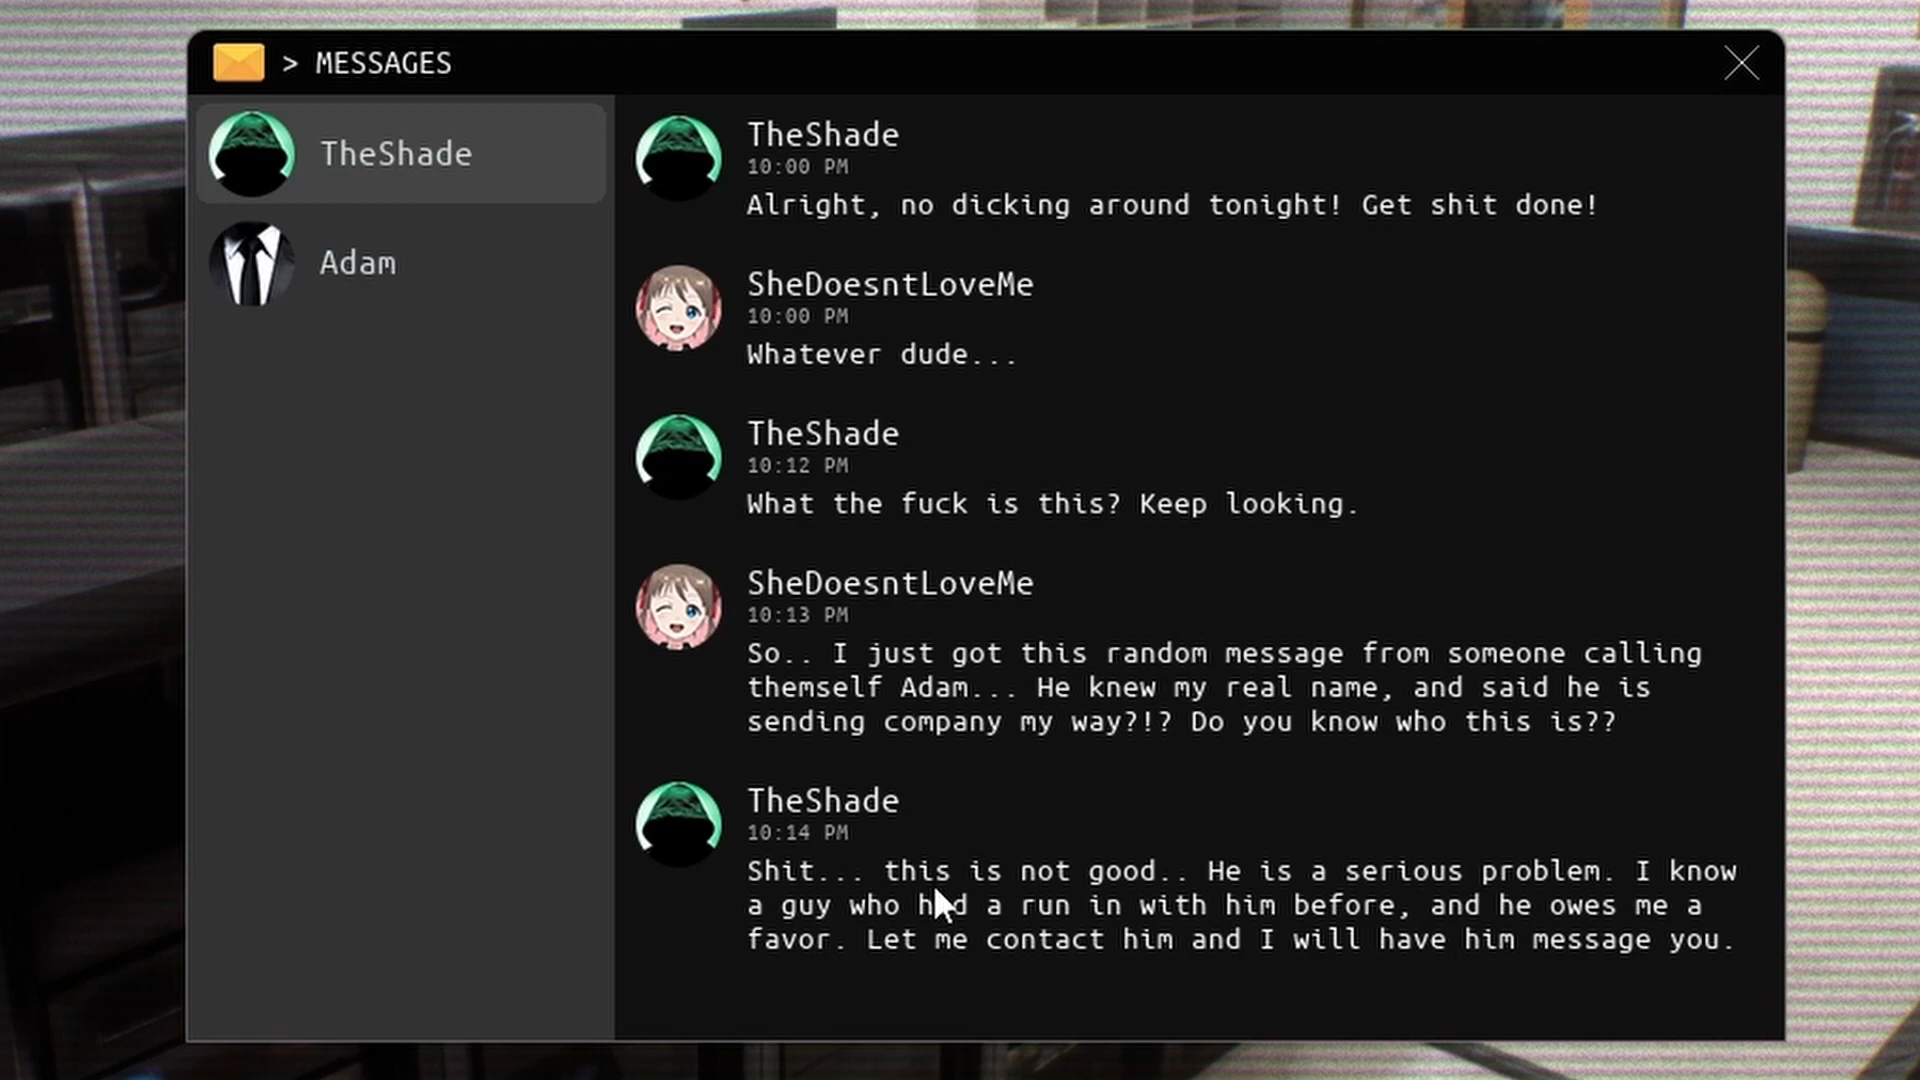 > MESSAGES
TheShade
Adam
TheShade
10:00 PM
Alright, no dicking around tonight! Get shit done!
SheDoesntLoveMe
10:00 PM
Whatever dude...
TheShade
10:12 PM
What the fuck is this? Keep looking.
SheDoesntLoveMe
10:13 PM
So.. I just got this random message from someone calling
themself Adam... He knew my real name, and said he is
sending company my way?!? Do you know who this is??
TheShade
10:14 PM
Shit... this is not good.. He is a serious problem. I know
a guy who had a run in with him before, and he owes me a
favor. Let me contact him and I will have him message you.